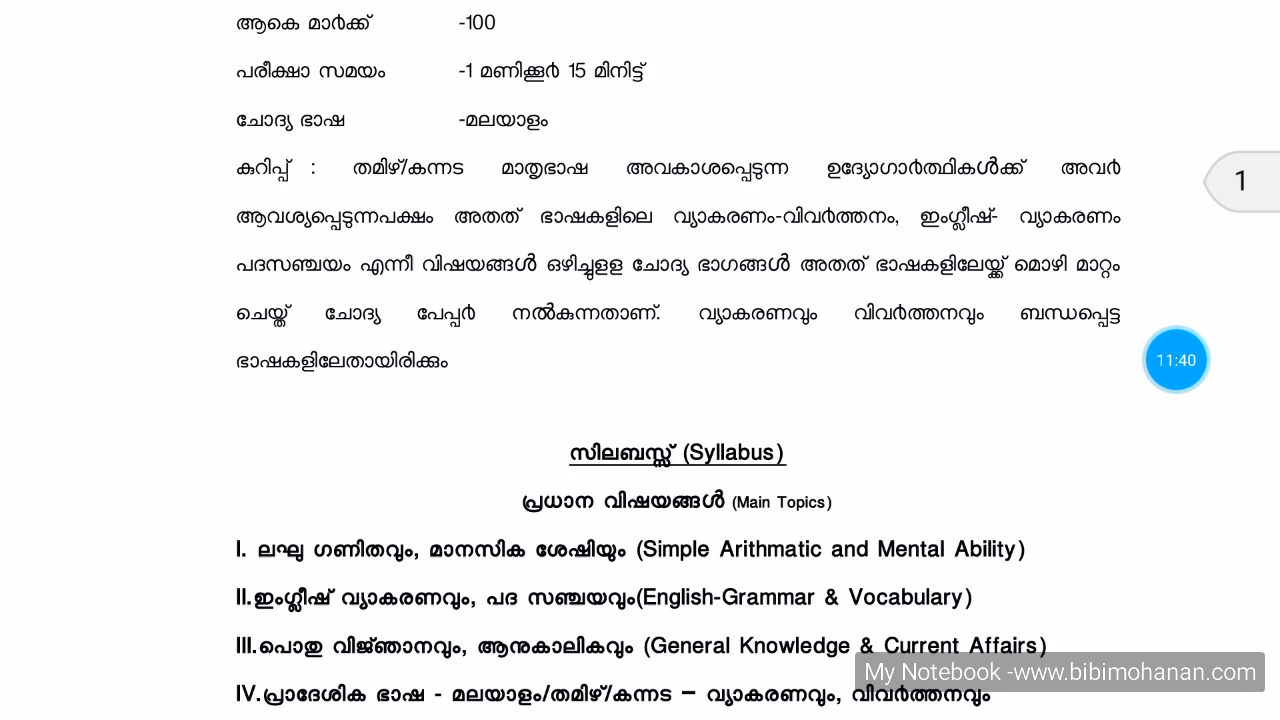 ആകെ മാർക്ക് -100
പരീക്ഷാ സമയം -1 മണിക്കൂർ 15 മിനിട്ട്
ചോദ്യ ഭാഷ -മലയാളം
കുറിപ്പ് : തമിഴ്/കന്നട മാതൃഭാഷ അവകാശപ്പെടുന്ന ഉദ്യോഗാർത്ഥികൾക്ക് അവർ
1
ആവശ്യപ്പെടുന്നപക്ഷം അതത് ഭാഷകളിലെ വ്യാകരണം-വിവർത്തനം, ഇംഗ്ലീഷ്- വ്യാകരണം
പദസഞ്ചയം എന്നീ വിഷയങ്ങൾ ഒഴിച്ചുളള ചോദ്യ ഭാഗങ്ങൾ അതത് ഭാഷകളിലേയ്ക്ക് മൊഴി മാറ്റം
ചെയ്ത് ചോദ്യ പേപ്പർ നൽകുന്നതാണ്. വ്യാകരണവും വിവർത്തനവും ബന്ധപ്പെട്ട
ഭാഷകളിലേതായിരിക്കും
11:40
സിലബസ്സ് (Syllabus)
പ്രധാന വിഷയങ്ങൾ (Main Topics)
I. ലഘു ഗണിതവും, മാനസിക ശേഷിയും (Simple Arithmatic and Mental Ability)
II.ഇംഗ്ലീഷ് വ്യാകരണവും, പദ സഞ്ചയവും(English-Grammar & Vocabulary)
III.പൊതു വിജ്ഞാനവും, ആനുകാലികവും (General Knowledge & Current Affairs)
My Notebook -www.bibimohanan.com
IV.പ്രാദേശിക ഭാഷ - മലയാളം/തമിഴ്/കന്നട – വ്യാകരണവും, വിവർത്തനവും